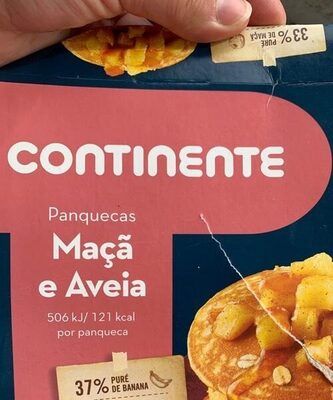 33% PURÉ
DE MAÇÃ
CONTINENTE
Panquecas
Maçã
e Aveia
506 kJ/ 121 kcal
por panqueca
37% PURÉ
DE BANANA